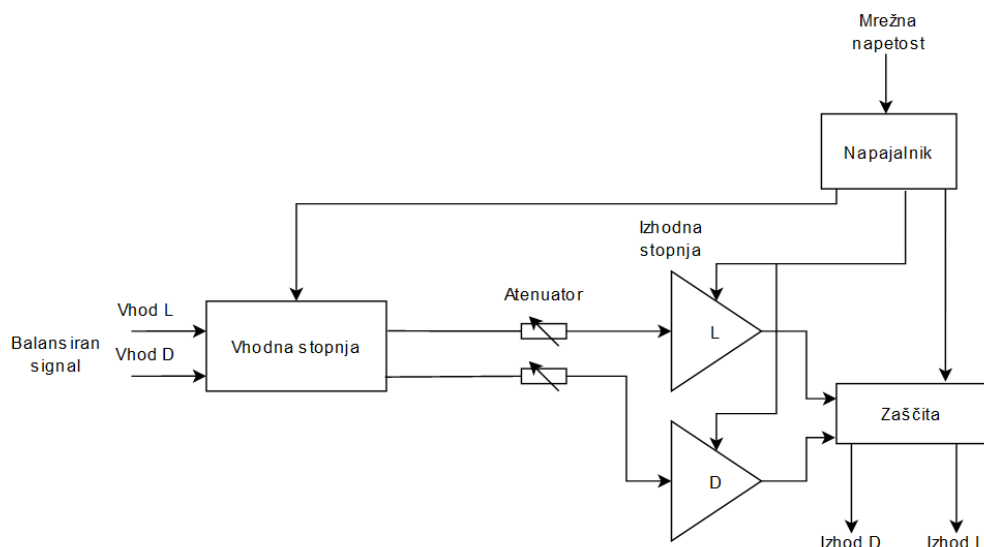 Mrežna
napetost
Napajalnik
Izhodna
stopnja
Atenuator
Vhod L
Balansiran
signal
Vhod D
Vhodna stopnja
L
Zaščita
D
Izhod D
Izhod L